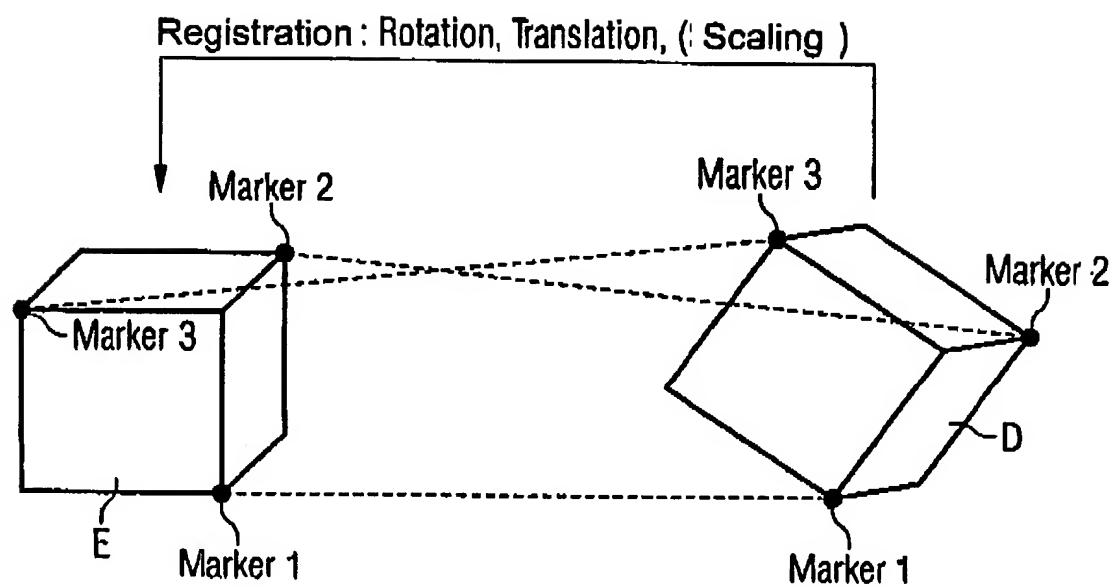 Registration : Rotation, Translation, ( : Scaling )
Marker 3
Marker 2
Marker 2
Marker 3
D
E
Marker 1
Marker 1